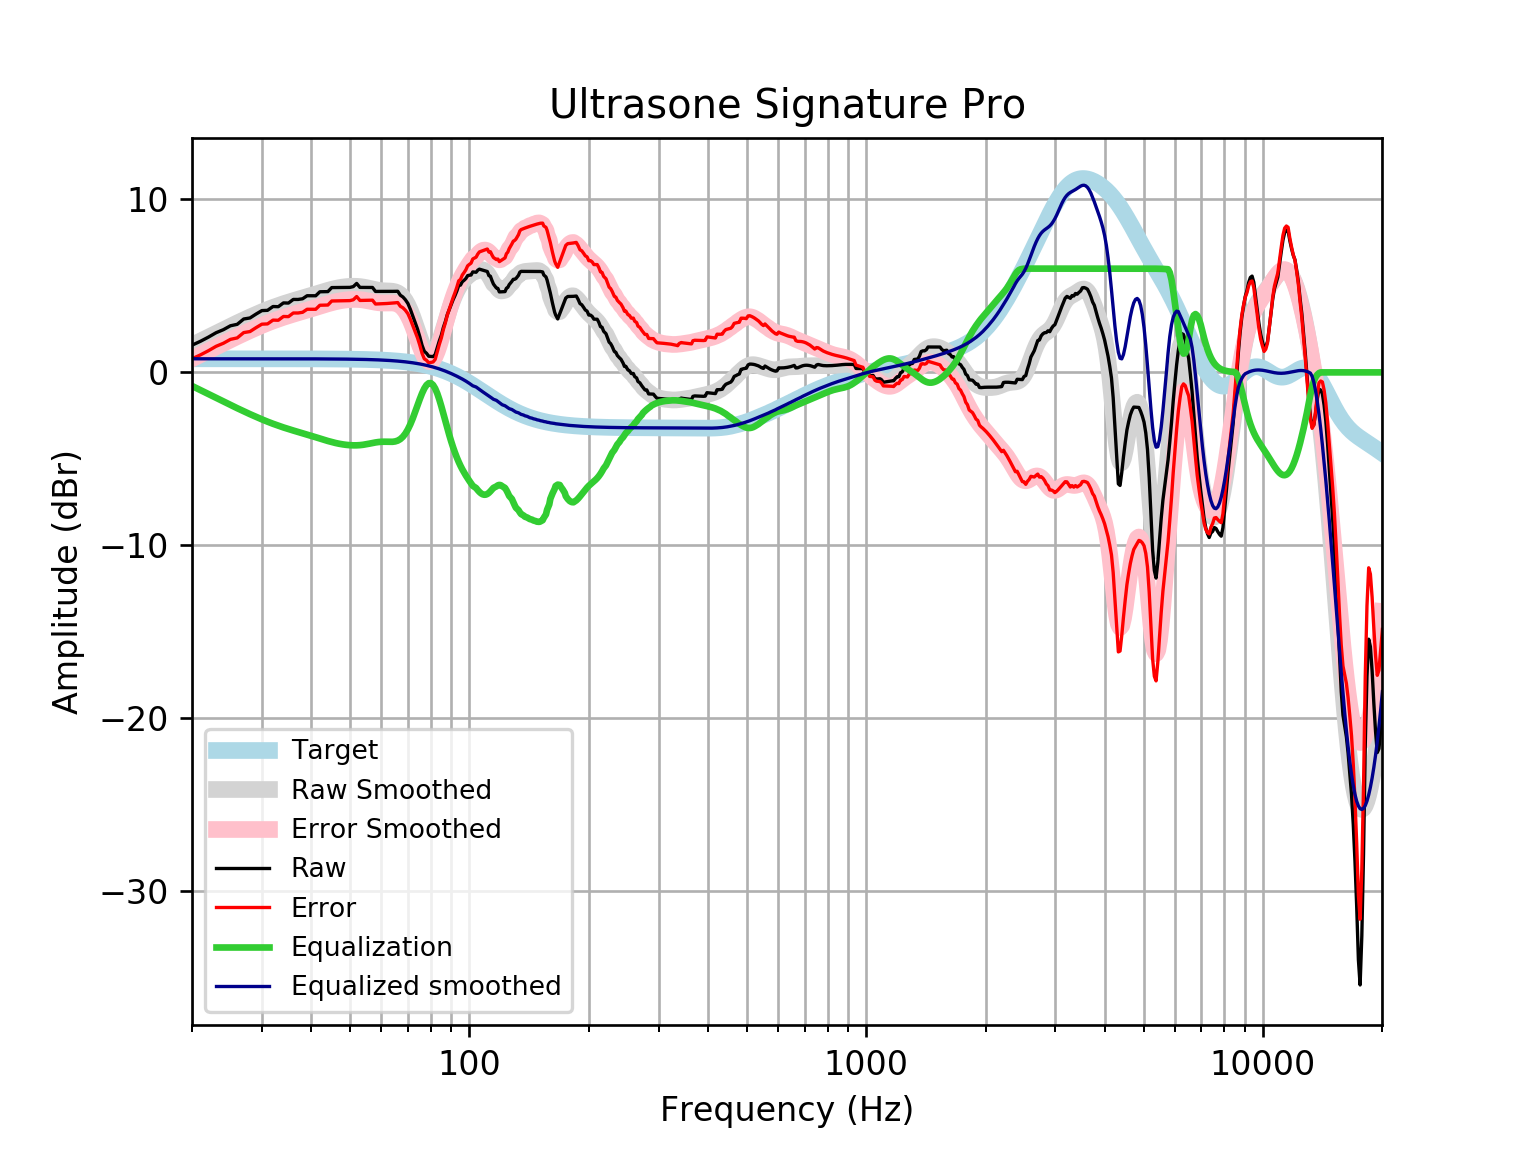 Ultrasone Signature Pro
10
0
−10
−20
−30
Amplitude (dBr)
Target
Raw Smoothed
Error Smoothed
Raw
Error
Equalization
Equalized smoothed
100
1000
10000
Frequency (Hz)